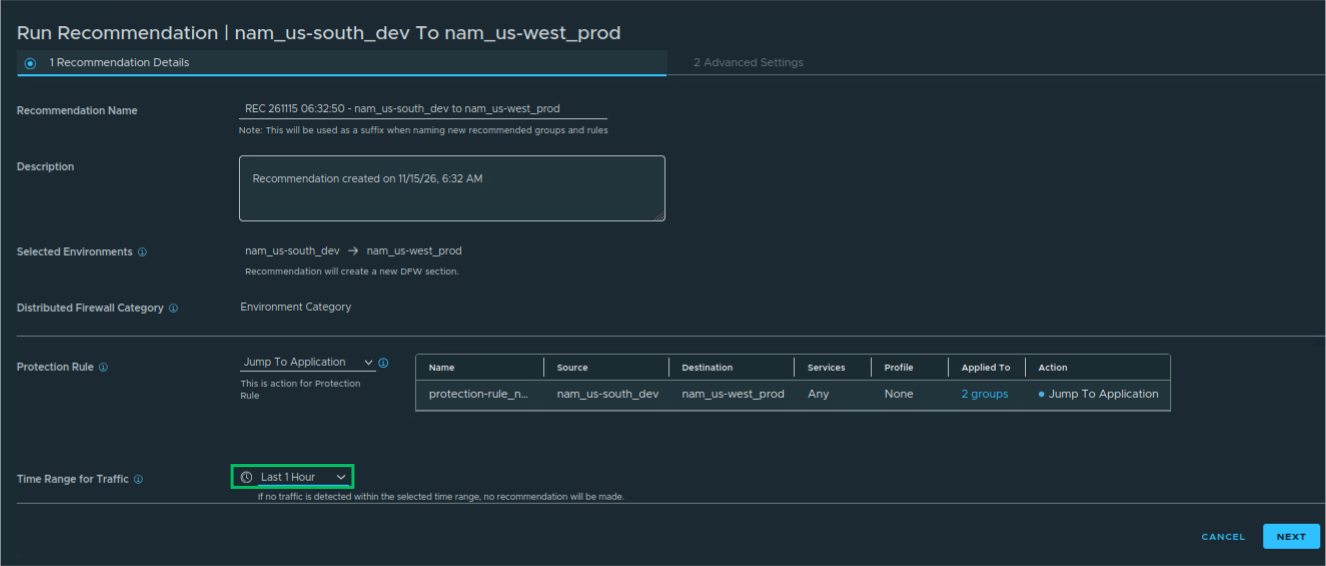 Run Recommendation | nam_us-south_dev To nam_us-west_prod
1 Recommendation Details
2 Advanced Settings
Recommendation Name
REC 261115 06:32:50 - nam_us-south_dev to nam_us-west_prod
Note: This will be used as a suffix when naming new recommended groups and rules
Description
Recommendation created on 11/15/26, 6:32 AM
Selected Environments
nam_us-south_dev → nam_us-west_prod
Recommendation will create a new DFW section.
Distributed Firewall Category
Environment Category
Protection Rule
Jump To Application
This is action for Protection
Rule
Name Source Destination Services Profile Applied To Action
protection-rule_n... nam_us-south_dev nam_us-west_prod Any None 2 groups Jump To Application
Time Range for Traffic
Last 1 Hour
If no traffic is detected within the selected time range, no recommendation will be made.
CANCEL
NEXT